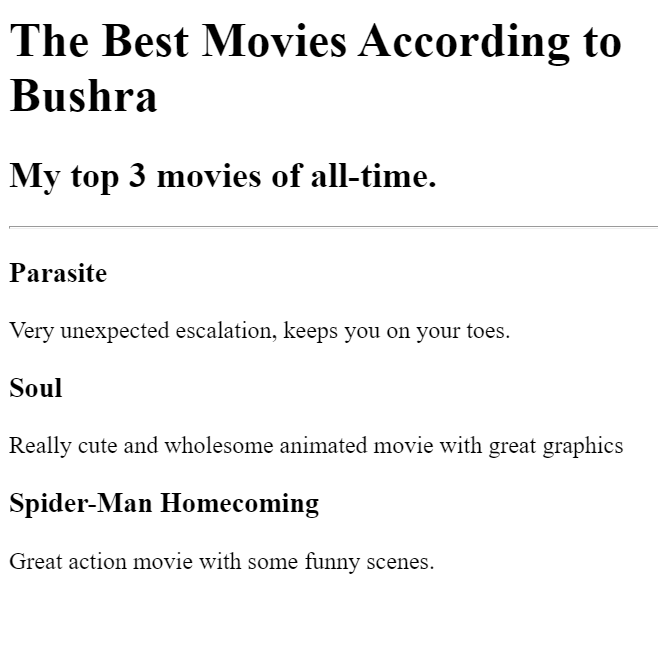 The Best Movies According to
Bushra
My top 3 movies of all-time.
Parasite
Very unexpected escalation, keeps you on your toes.
Soul
Really cute and wholesome animated movie with great graphics
Spider-Man Homecoming
Great action movie with some funny scenes.